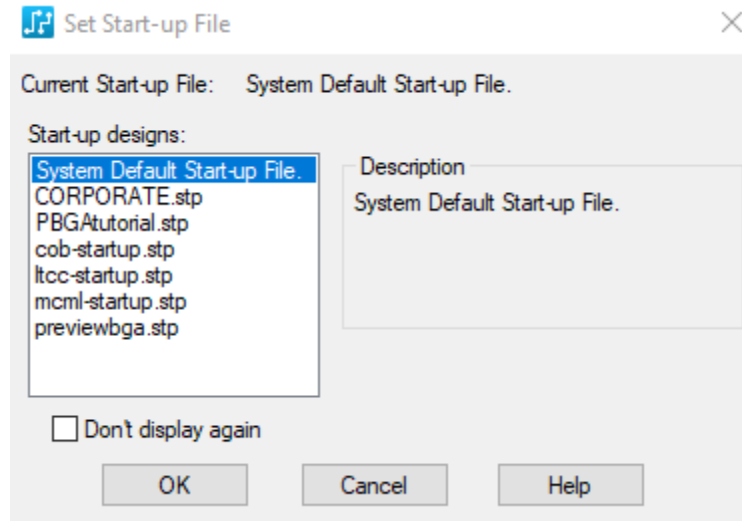 Set Start-up File
Current Start-up File: System Default Start-up File.
Start-up designs:
System Default Start-up File.
CORPORATE.stp
PBGAtutorial.stp
cob-startup.stp
ltcc-startup.stp
mcml-startup.stp
previewbga.stp
Description
System Default Start-up File.
Don't display again
OK Cancel Help